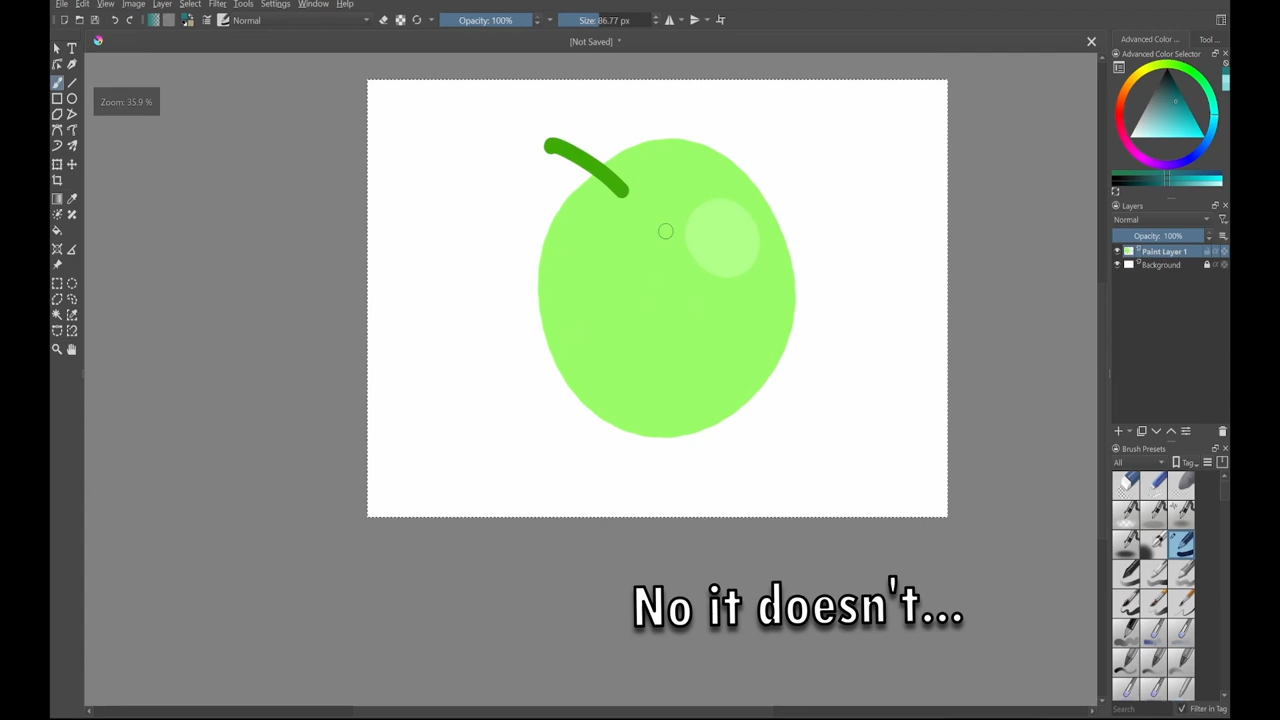 File Edit View Image Layer Select Filter Tools Settings Window Help
Normal Opacity: 100% Size: 86.77 px
[Not Saved] *
Advanced Color ... Tool ...
Advanced Color Selector
Zoom: 35.9 %
Layers
Normal
Opacity: 100%
Paint Layer 1
Background
Brush Presets
All Tag
No it doesn't...
Search Filter in Tag